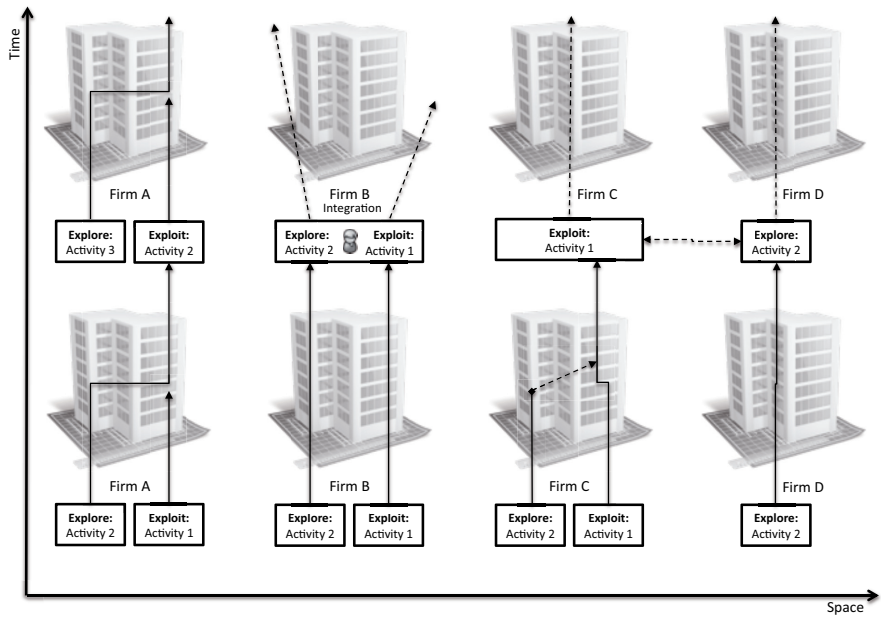 Time
Firm A
Firm B
Integration
Firm C
Firm D
Explore:
Activity 3
Exploit:
Activity 2
Explore:
Activity 2
Exploit:
Activity 1
Exploit:
Activity 1
Explore:
Activity 2
Firm A
Firm B
Firm C
Firm D
Explore:
Activity 2
Exploit:
Activity 1
Explore:
Activity 2
Exploit:
Activity 1
Explore:
Activity 2
Exploit:
Activity 1
Explore:
Activity 2
Space